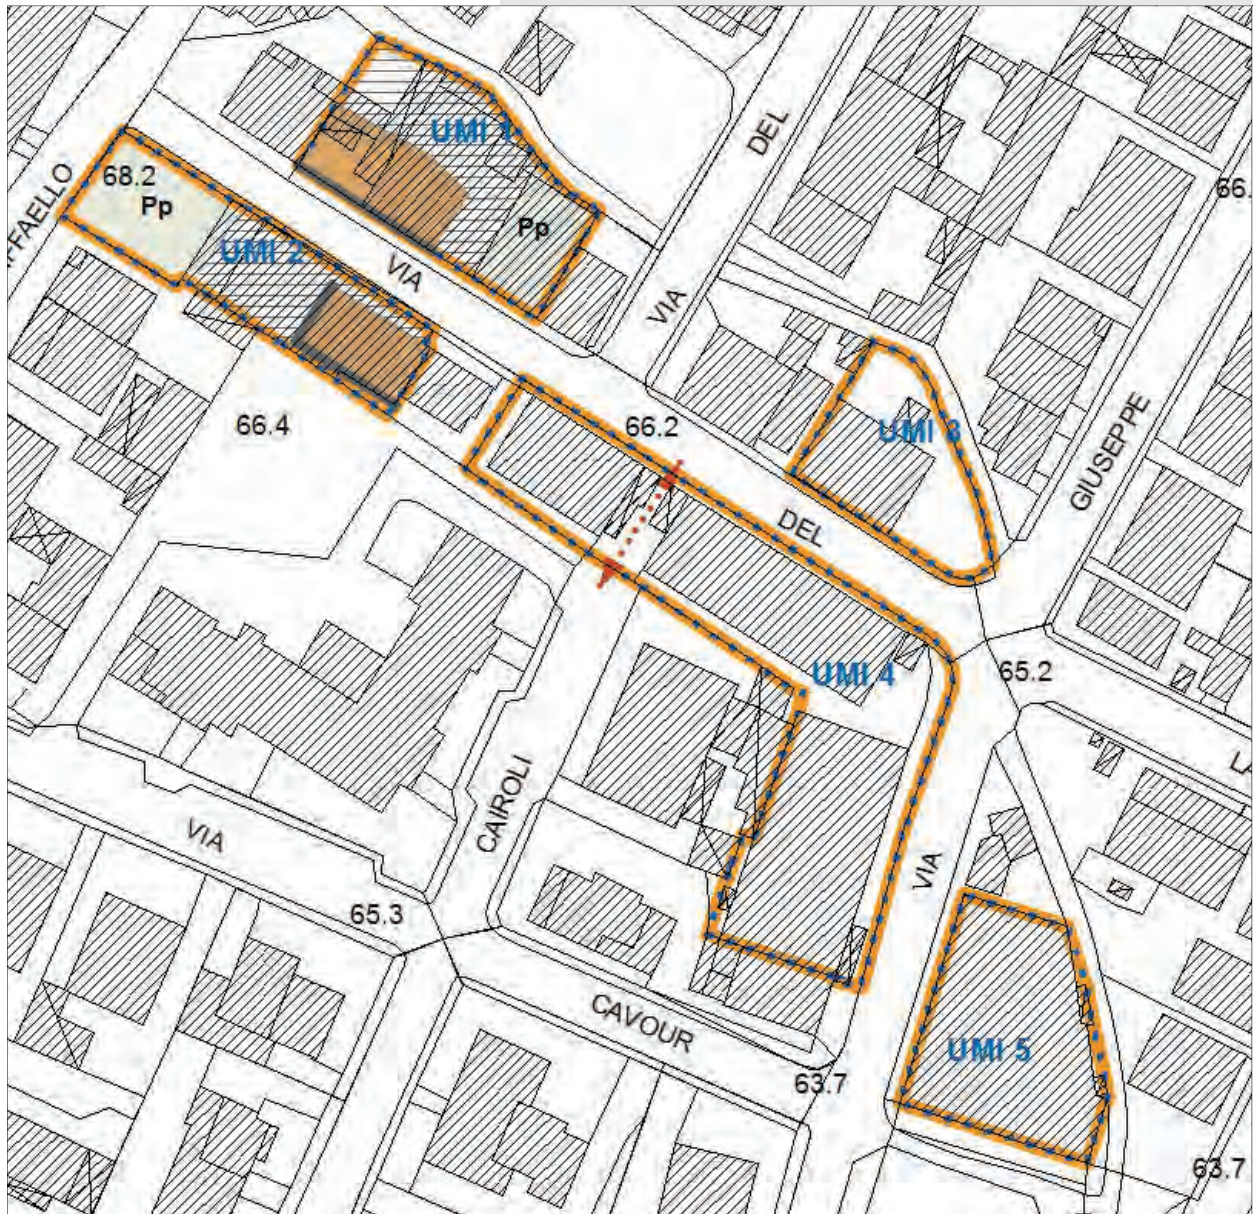 DEL
UMI 1
66.
68.2
Pp
FFAELLO
Pp
UMI 2
VIA
VIA
GIUSEPPE
66.4
66.2
UMI 3
DEL
UMI 4
65.2
LA
CAIROLI
VIA
VIA
65.3
CAVOUR
UMI 5
63.7
63.7